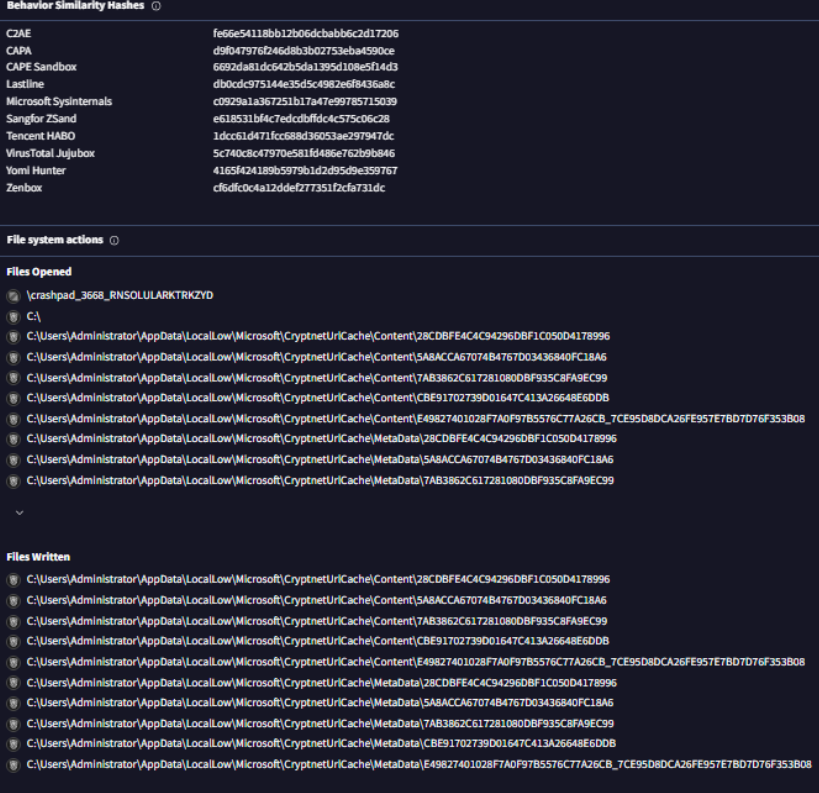 Behavior Similarity Hashes
C2AE fe66e54118bb12b06dcbabb6c2d17206
CAPA d9f047976f246d8b3b02753eba4590ce
CAPE Sandbox 6692da81dc642b5da1395d108e5f14d3
Lastline db0cdc975144e35d5c4982e6f8436a8c
Microsoft Sysinternals c0929a1a367251b17a47e99785715039
Sangfor ZSand e618531bf4c7edcdbffdc4c575c06c28
Tencent HABO 1dcc61d471fcc688d36053ae297947dc
VirusTotal Jujubox 5c740c8c47970e581fd486e762b9b846
Yomi Hunter 4165f424189b5979b1d2d95d9e359767
Zenbox cf6dfc0c4a12ddef277351f2cfa731dc
File system actions
Files Opened
\crashpad_3668_RNSOLULARKTRKZYD
C:\
C:\Users\Administrator\AppData\LocalLow\Microsoft\CryptnetUrlCache\Content\28CDBFE4C4C94296DBF1C050D4178996
C:\Users\Administrator\AppData\LocalLow\Microsoft\CryptnetUrlCache\Content\5A8ACCA67074B4767D03436840FC18A6
C:\Users\Administrator\AppData\LocalLow\Microsoft\CryptnetUrlCache\Content\7AB3862C617281080DBF935C8FA9EC99
C:\Users\Administrator\AppData\LocalLow\Microsoft\CryptnetUrlCache\Content\CBE91702739D01647C413A26648E6DDB
C:\Users\Administrator\AppData\LocalLow\Microsoft\CryptnetUrlCache\Content\E49827401028F7A0F97B5576C77A26CB_7CE95D8DCA26FE957E7BD7D76F353B08
C:\Users\Administrator\AppData\LocalLow\Microsoft\CryptnetUrlCache\MetaData\28CDBFE4C4C94296DBF1C050D4178996
C:\Users\Administrator\AppData\LocalLow\Microsoft\CryptnetUrlCache\MetaData\5A8ACCA67074B4767D03436840FC18A6
C:\Users\Administrator\AppData\LocalLow\Microsoft\CryptnetUrlCache\MetaData\7AB3862C617281080DBF935C8FA9EC99
Files Written
C:\Users\Administrator\AppData\LocalLow\Microsoft\CryptnetUrlCache\Content\28CDBFE4C4C94296DBF1C050D4178996
C:\Users\Administrator\AppData\LocalLow\Microsoft\CryptnetUrlCache\Content\5A8ACCA67074B4767D03436840FC18A6
C:\Users\Administrator\AppData\LocalLow\Microsoft\CryptnetUrlCache\Content\7AB3862C617281080DBF935C8FA9EC99
C:\Users\Administrator\AppData\LocalLow\Microsoft\CryptnetUrlCache\Content\CBE91702739D01647C413A26648E6DDB
C:\Users\Administrator\AppData\LocalLow\Microsoft\CryptnetUrlCache\Content\E49827401028F7A0F97B5576C77A26CB_7CE95D8DCA26FE957E7BD7D76F353B08
C:\Users\Administrator\AppData\LocalLow\Microsoft\CryptnetUrlCache\MetaData\28CDBFE4C4C94296DBF1C050D4178996
C:\Users\Administrator\AppData\LocalLow\Microsoft\CryptnetUrlCache\MetaData\5A8ACCA67074B4767D03436840FC18A6
C:\Users\Administrator\AppData\LocalLow\Microsoft\CryptnetUrlCache\MetaData\7AB3862C617281080DBF935C8FA9EC99
C:\Users\Administrator\AppData\LocalLow\Microsoft\CryptnetUrlCache\MetaData\CBE91702739D01647C413A26648E6DDB
C:\Users\Administrator\AppData\LocalLow\Microsoft\CryptnetUrlCache\MetaData\E49827401028F7A0F97B5576C77A26CB_7CE95D8DCA26FE957E7BD7D76F353B08